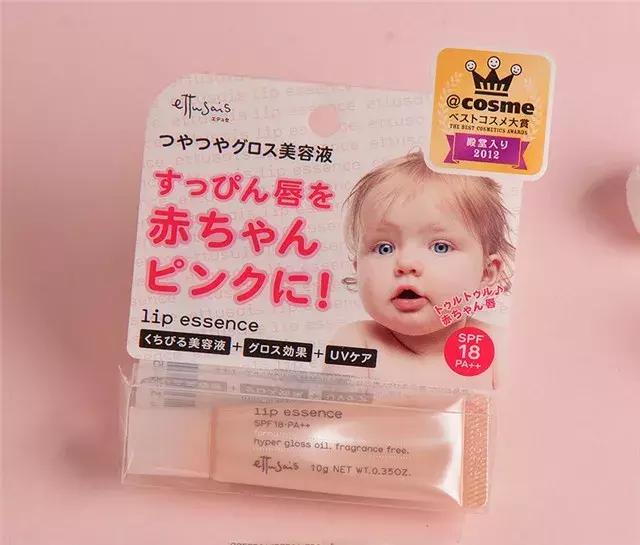 ettusais
エテュセ
つやつやグロス美容液
すっぴん唇を
赤ちゃん
ピンクに!
lip essence
くちびる美容液+グロス効果+UVケア
@cosme
ベストコスメ大賞
THE BEST COSMETICS AWARDS
殿堂入り
2012
トゥルトゥル♪
赤ちゃん唇
SPF
18
PA++
lip essence
SPF18・PA++
hyper gloss oil. fragrance free.
ettusais 10g NET WT.0.35OZ.